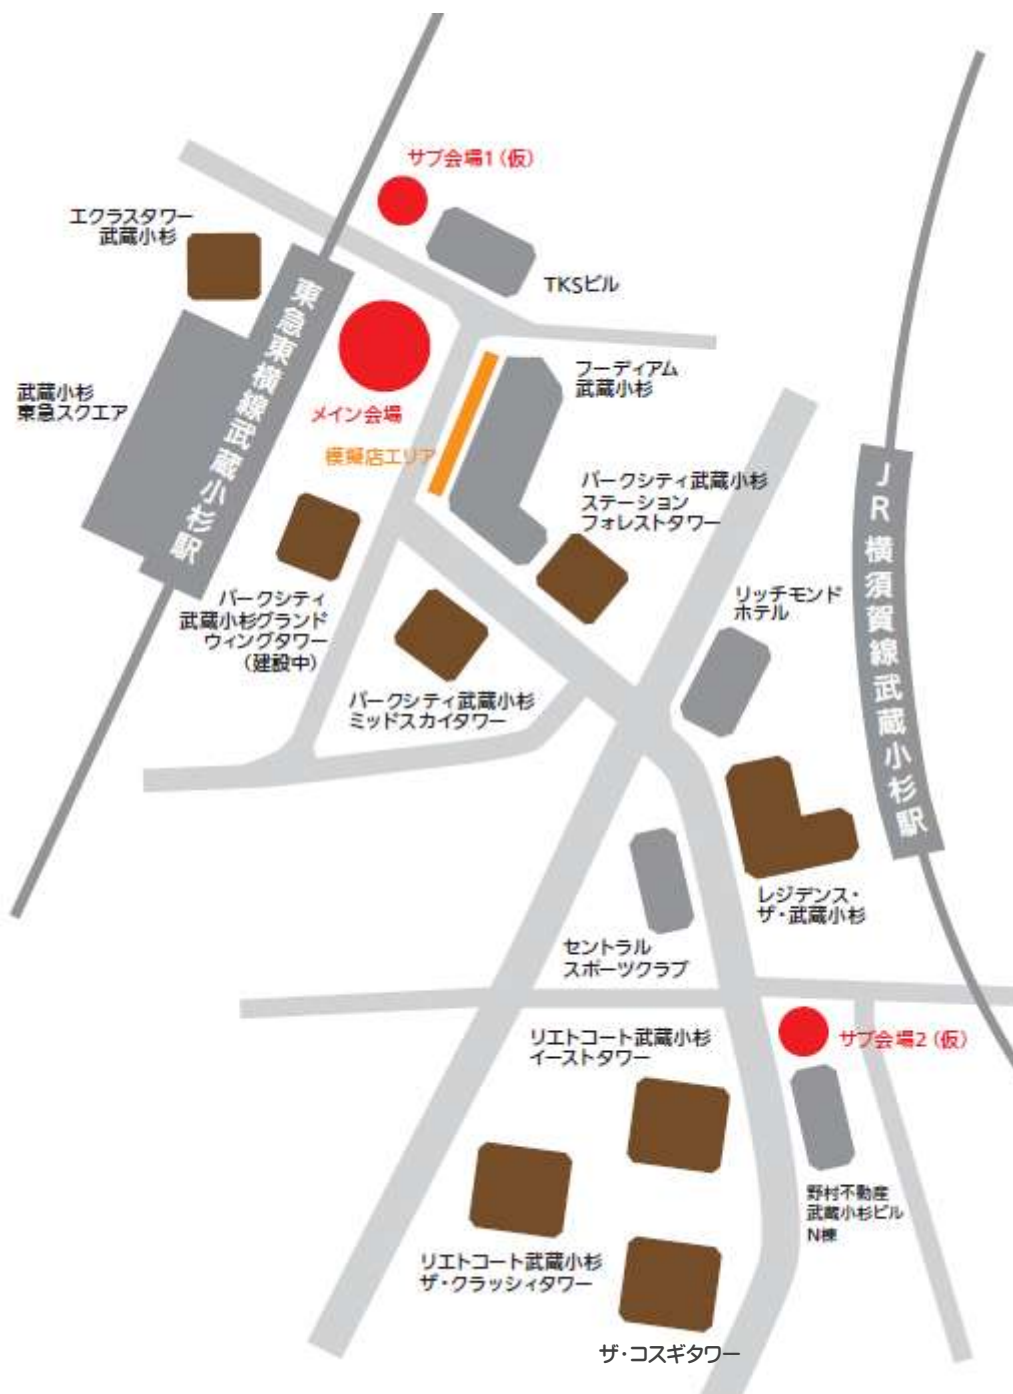 サブ会場1(仮)
エクラスタワー
武蔵小杉
TKSビル
東急東横線武蔵小杉駅
武蔵小杉
東急スクエア
メイン会場
フーディアム
武蔵小杉
模擬店エリア
パークシティ武蔵小杉
ステーション
フォレストタワー
JR横須賀線武蔵小杉駅
パークシティ
武蔵小杉グランド
ウィングタワー
(建設中)
リッチモンド
ホテル
パークシティ武蔵小杉
ミッドスカイタワー
レジデンス・
ザ・武蔵小杉
セントラル
スポーツクラブ
リエトコート武蔵小杉
イーストタワー
サブ会場2(仮)
野村不動産
武蔵小杉ビル
N棟
リエトコート武蔵小杉
ザ・クラッシィタワー
ザ・コスギタワー